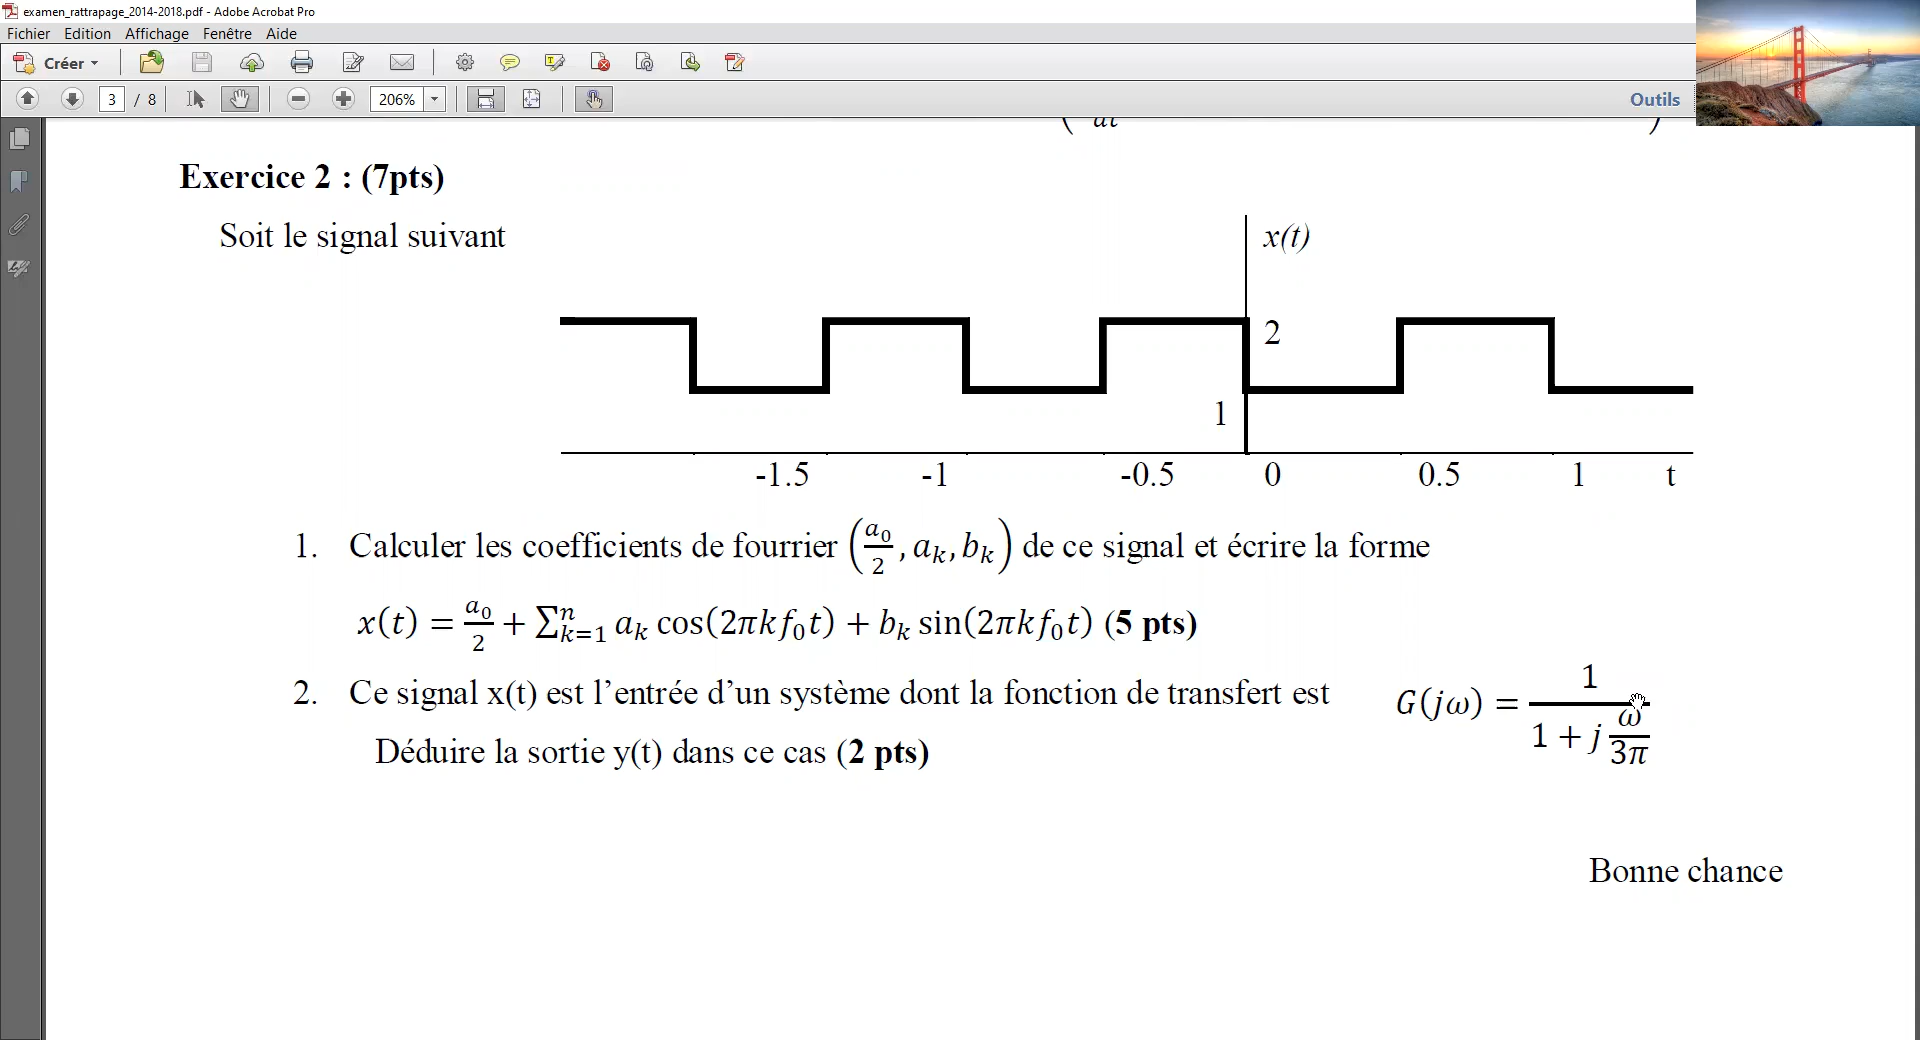 examen_rattrapage_2014-2018.pdf - Adobe Acrobat Pro
Fichier Edition Affichage Fenêtre Aide
Créer
3 / 8 206% Outils
( dt )
Exercice 2 : (7pts)
Soit le signal suivant
x(t)
2
1
-1.5 -1 -0.5 0 0.5 1 t
1. Calculer les coefficients de fourrier (a₀/2, aₖ, bₖ) de ce signal et écrire la forme
x(t) = a₀/2 + ∑ₖ₌₁ⁿ aₖ cos(2πkf₀t) + bₖ sin(2πkf₀t) (5 pts)
2. Ce signal x(t) est l’entrée d’un système dont la fonction de transfert est G(jω) = 1/(1 + j ω/3π)
Déduire la sortie y(t) dans ce cas (2 pts)
Bonne chance